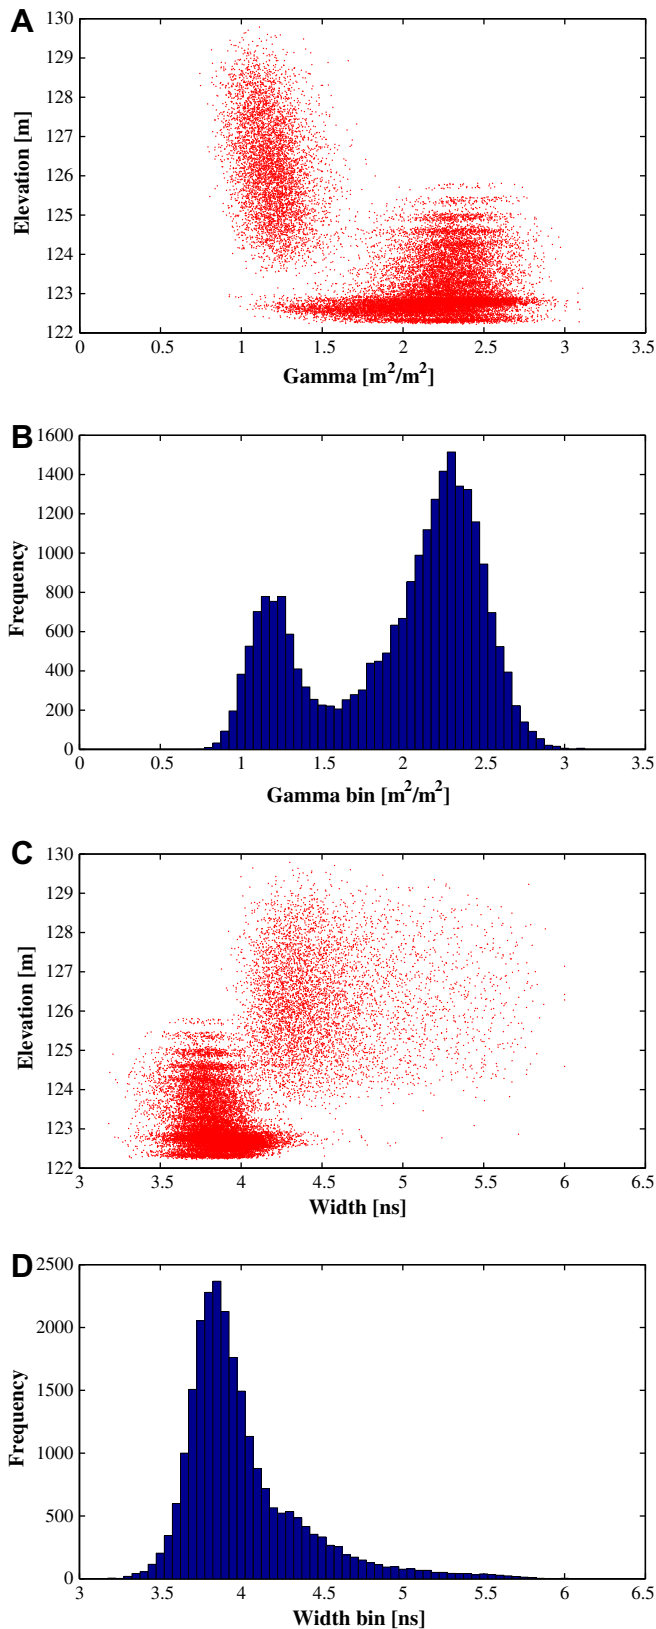 A
130
129
128
127
126
125
124
123
122
Elevation [m]
0 0.5 1 1.5 2 2.5 3 3.5
Gamma [m²/m²]
B
1600
1400
1200
1000
800
600
400
200
0
Frequency
0 0.5 1 1.5 2 2.5 3 3.5
Gamma bin [m²/m²]
C
130
129
128
127
126
125
124
123
122
Elevation [m]
3 3.5 4 4.5 5 5.5 6 6.5
Width [ns]
D
2500
2000
1500
1000
500
0
Frequency
3 3.5 4 4.5 5 5.5 6 6.5
Width bin [ns]